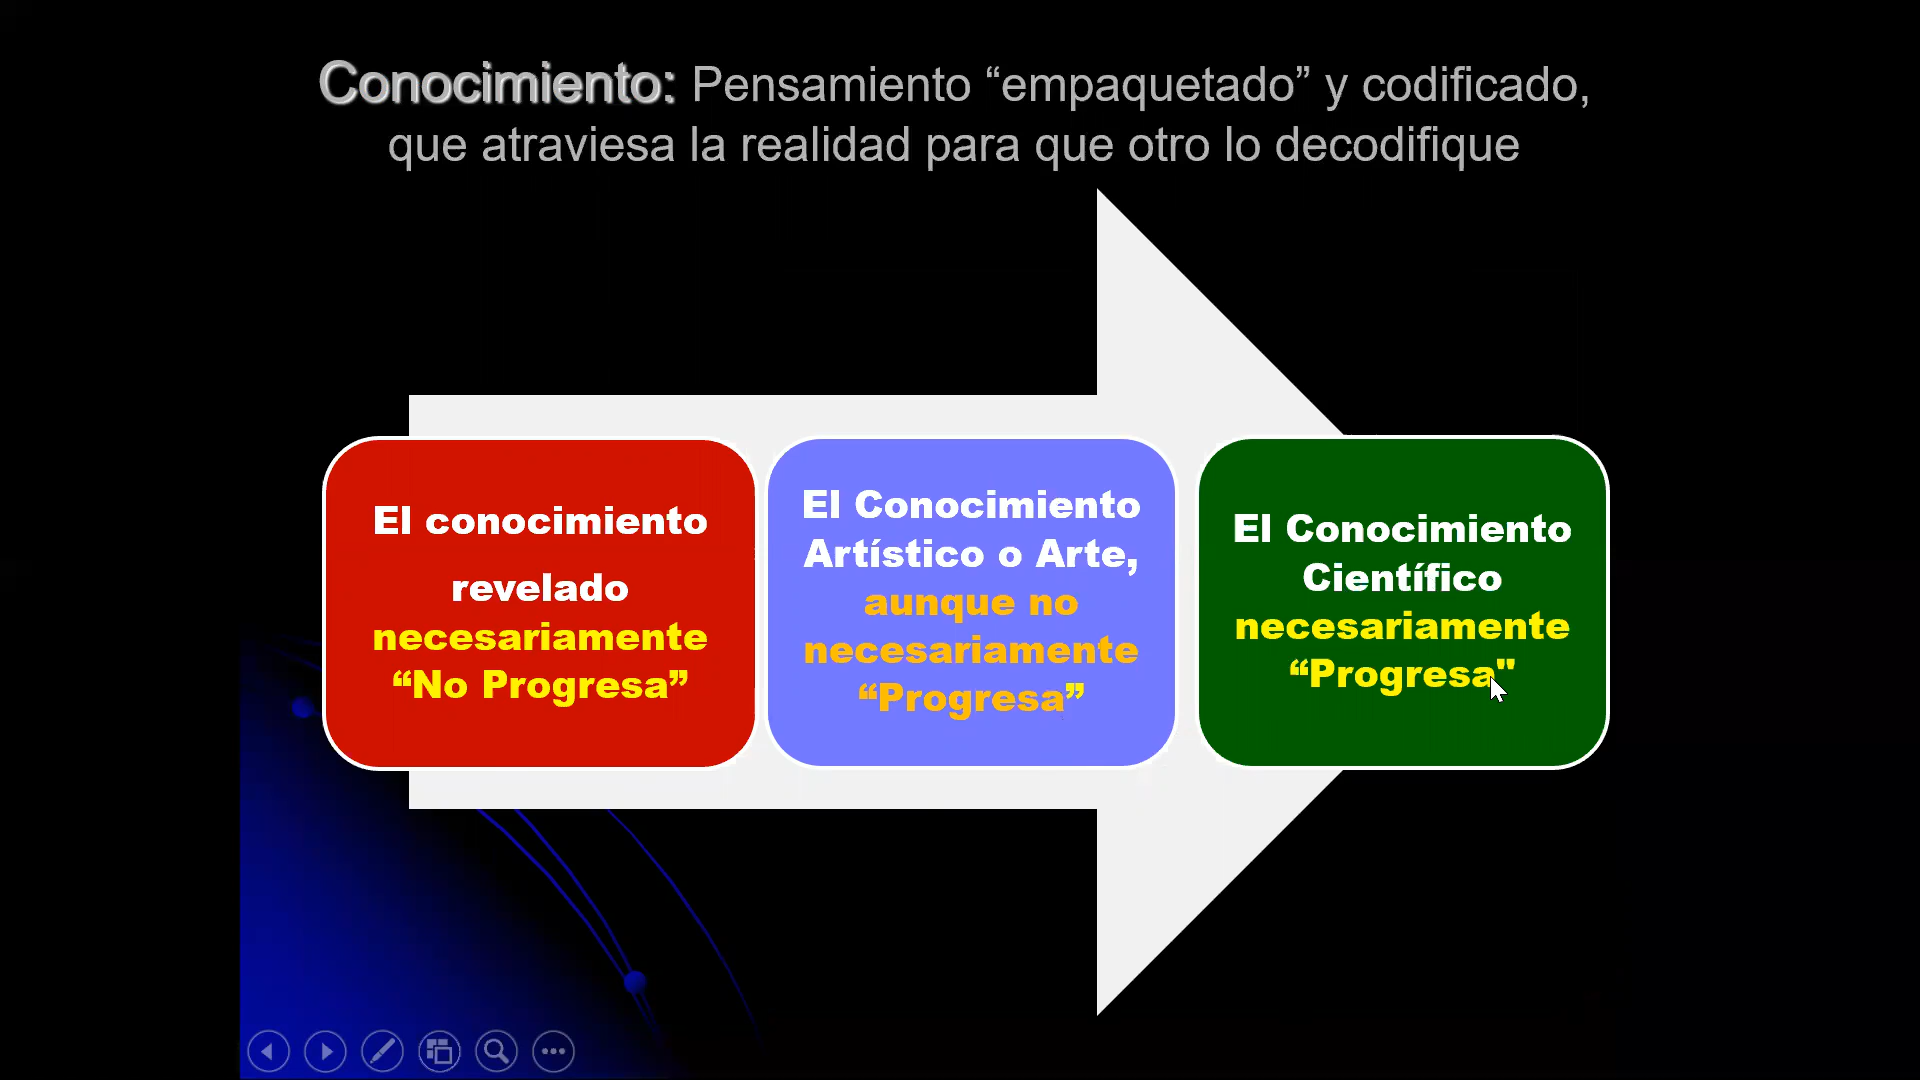 Conocimiento: Pensamiento “empaquetado” y codificado,
que atraviesa la realidad para que otro lo decodifique
El conocimiento
revelado
necesariamente
“No Progresa”
El Conocimiento
Artístico o Arte,
aunque no
necesariamente
“Progresa”
El Conocimiento
Científico
necesariamente
“Progresa"